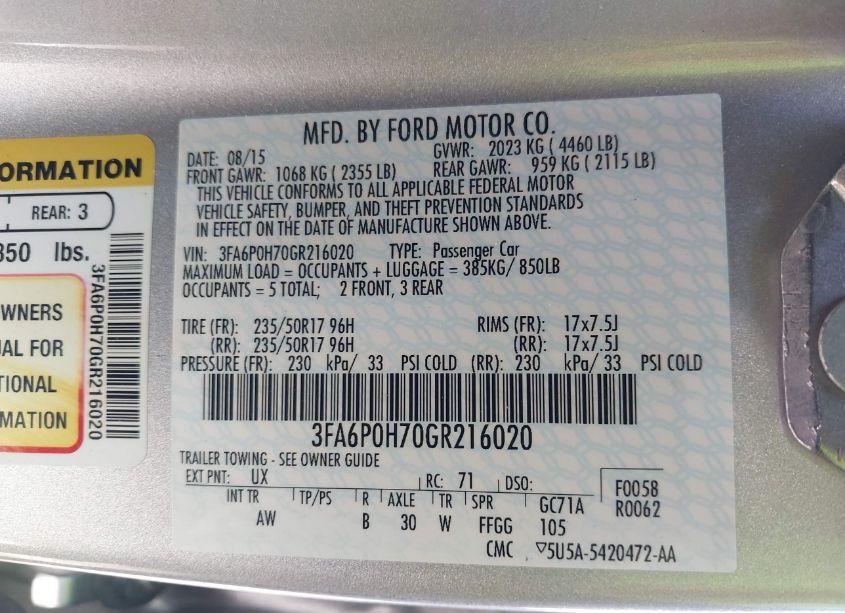 ORMATION
REAR: 3
350 lbs.
WNERS
UAL FOR
TIONAL
RMATION
3FA6P0H70GR216020
MFD. BY FORD MOTOR CO.
DATE: 08/15 GVWR: 2023 KG ( 4460 LB)
FRONT GAWR: 1068 KG ( 2355 LB) REAR GAWR: 959 KG ( 2115 LB)
THIS VEHICLE CONFORMS TO ALL APPLICABLE FEDERAL MOTOR
VEHICLE SAFETY, BUMPER, AND THEFT PREVENTION STANDARDS
IN EFFECT ON THE DATE OF MANUFACTURE SHOWN ABOVE.
VIN: 3FA6P0H70GR216020 TYPE: Passenger Car
MAXIMUM LOAD = OCCUPANTS + LUGGAGE = 385KG/ 850LB
OCCUPANTS = 5 TOTAL; 2 FRONT, 3 REAR
TIRE (FR): 235/50R17 96H RIMS (FR): 17x7.5J
(RR): 235/50R17 96H (RR): 17x7.5J
PRESSURE (FR): 230 kPa/ 33 PSI COLD (RR): 230 kPa/ 33 PSI COLD
3FA6P0H70GR216020
TRAILER TOWING - SEE OWNER GUIDE
EXT PNT: UX RC: 71 DSO: F0058
INT TR TP/PS R AXLE TR SPR GC71A R0062
AW B 30 W FFGG 105
CMC ▽5U5A-5420472-AA